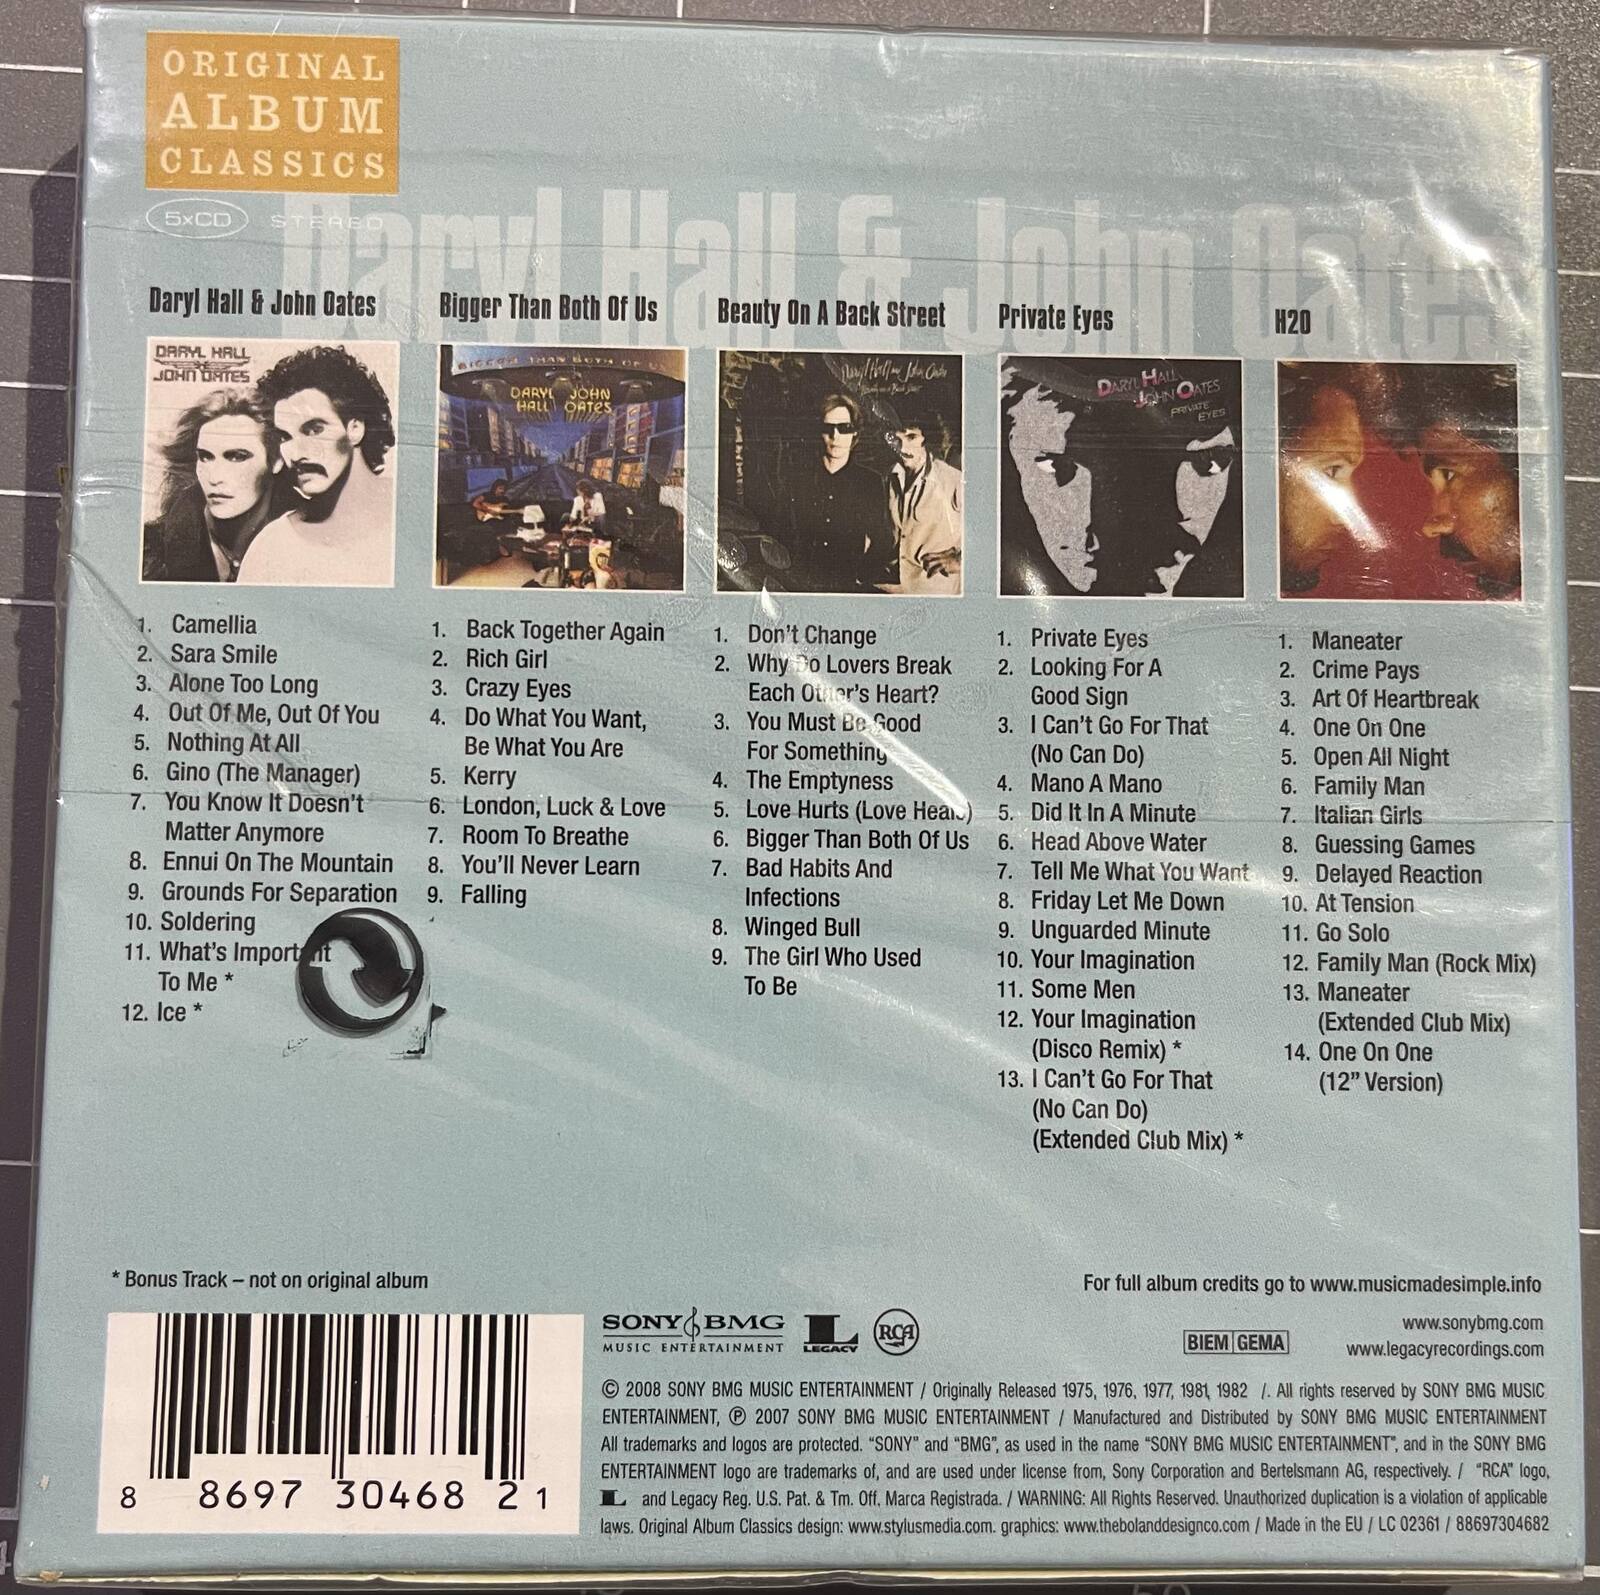 ORIGINAL
ALBUM
CLASSICS
5xCD STEREO
Daryl Hall & John Oates
Daryl Hall & John Oates
DARYL HALL
JOHN OATES
1. Camellia
2. Sara Smile
3. Alone Too Long
4. Out Of Me, Out Of You
5. Nothing At All
6. Gino (The Manager)
7. You Know It Doesn't
Matter Anymore
8. Ennui On The Mountain
9. Grounds For Separation
10. Soldering
11. What's Important
To Me *
12. Ice *
Bigger Than Both Of Us
BIGGER THAN BOTH OF US
DARYL JOHN
HALL OATES
1. Back Together Again
2. Rich Girl
3. Crazy Eyes
4. Do What You Want,
Be What You Are
5. Kerry
6. London, Luck & Love
7. Room To Breathe
8. You'll Never Learn
9. Falling
Beauty On A Back Street
Daryl Hall and John Oates
1. Don't Change
2. Why Do Lovers Break
Each Other's Heart?
3. You Must Be Good
For Something
4. The Emptyness
5. Love Hurts (Love Heals)
6. Bigger Than Both Of Us
7. Bad Habits And
Infections
8. Winged Bull
9. The Girl Who Used
To Be
Private Eyes
DARYL HALL
JOHN OATES
PRIVATE
EYES
1. Private Eyes
2. Looking For A
Good Sign
3. I Can't Go For That
(No Can Do)
4. Mano A Mano
5. Did It In A Minute
6. Head Above Water
7. Tell Me What You Want
8. Friday Let Me Down
9. Unguarded Minute
10. Your Imagination
11. Some Men
12. Your Imagination
(Disco Remix) *
13. I Can't Go For That
(No Can Do)
(Extended Club Mix) *
H2O
1. Maneater
2. Crime Pays
3. Art Of Heartbreak
4. One On One
5. Open All Night
6. Family Man
7. Italian Girls
8. Guessing Games
9. Delayed Reaction
10. At Tension
11. Go Solo
12. Family Man (Rock Mix)
13. Maneater
(Extended Club Mix)
14. One On One
(12” Version)
* Bonus Track – not on original album
For full album credits go to www.musicmadesimple.info
SONY BMG
MUSIC ENTERTAINMENT
L
LEGACY
RCA
BIEM GEMA
www.sonybmg.com
www.legacyrecordings.com
© 2008 SONY BMG MUSIC ENTERTAINMENT / Originally Released 1975, 1976, 1977, 1981, 1982 /. All rights reserved by SONY BMG MUSIC
ENTERTAINMENT, ℗ 2007 SONY BMG MUSIC ENTERTAINMENT / Manufactured and Distributed by SONY BMG MUSIC ENTERTAINMENT
All trademarks and logos are protected. “SONY” and “BMG”, as used in the name “SONY BMG MUSIC ENTERTAINMENT”, and in the SONY BMG
ENTERTAINMENT logo are trademarks of, and are used under license from, Sony Corporation and Bertelsmann AG, respectively. / “RCA” logo,
L and Legacy Reg. U.S. Pat. & Tm. Off. Marca Registrada. / WARNING: All Rights Reserved. Unauthorized duplication is a violation of applicable
laws. Original Album Classics design: www.stylusmedia.com. graphics: www.thebolanddesignco.com / Made in the EU / LC 02361 / 88697304682
8 8697 30468 2 1